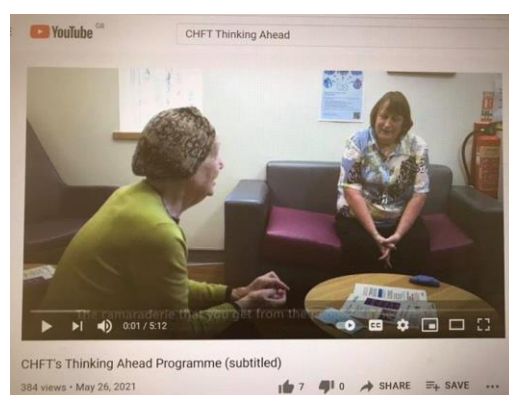 YouTube GB
CHFT Thinking Ahead
The camaraderie that you get from the
0:01 / 5:12
CC
CHFT's Thinking Ahead Programme (subtitled)
384 views • May 26, 2021
7
0
SHARE
SAVE